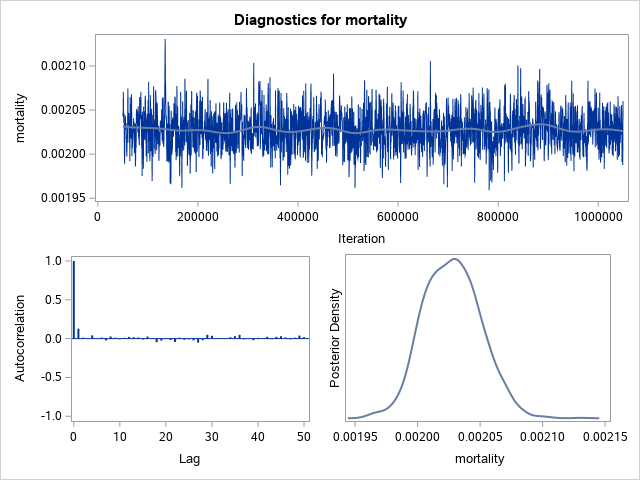 Diagnostics for mortality
mortality
0.00210
0.00205
0.00200
0.00195
0 200000 400000 600000 800000 1000000
Iteration
Autocorrelation
1.0
0.5
0.0
-0.5
-1.0
0 10 20 30 40 50
Lag
Posterior Density
0.00195 0.00200 0.00205 0.00210 0.00215
mortality